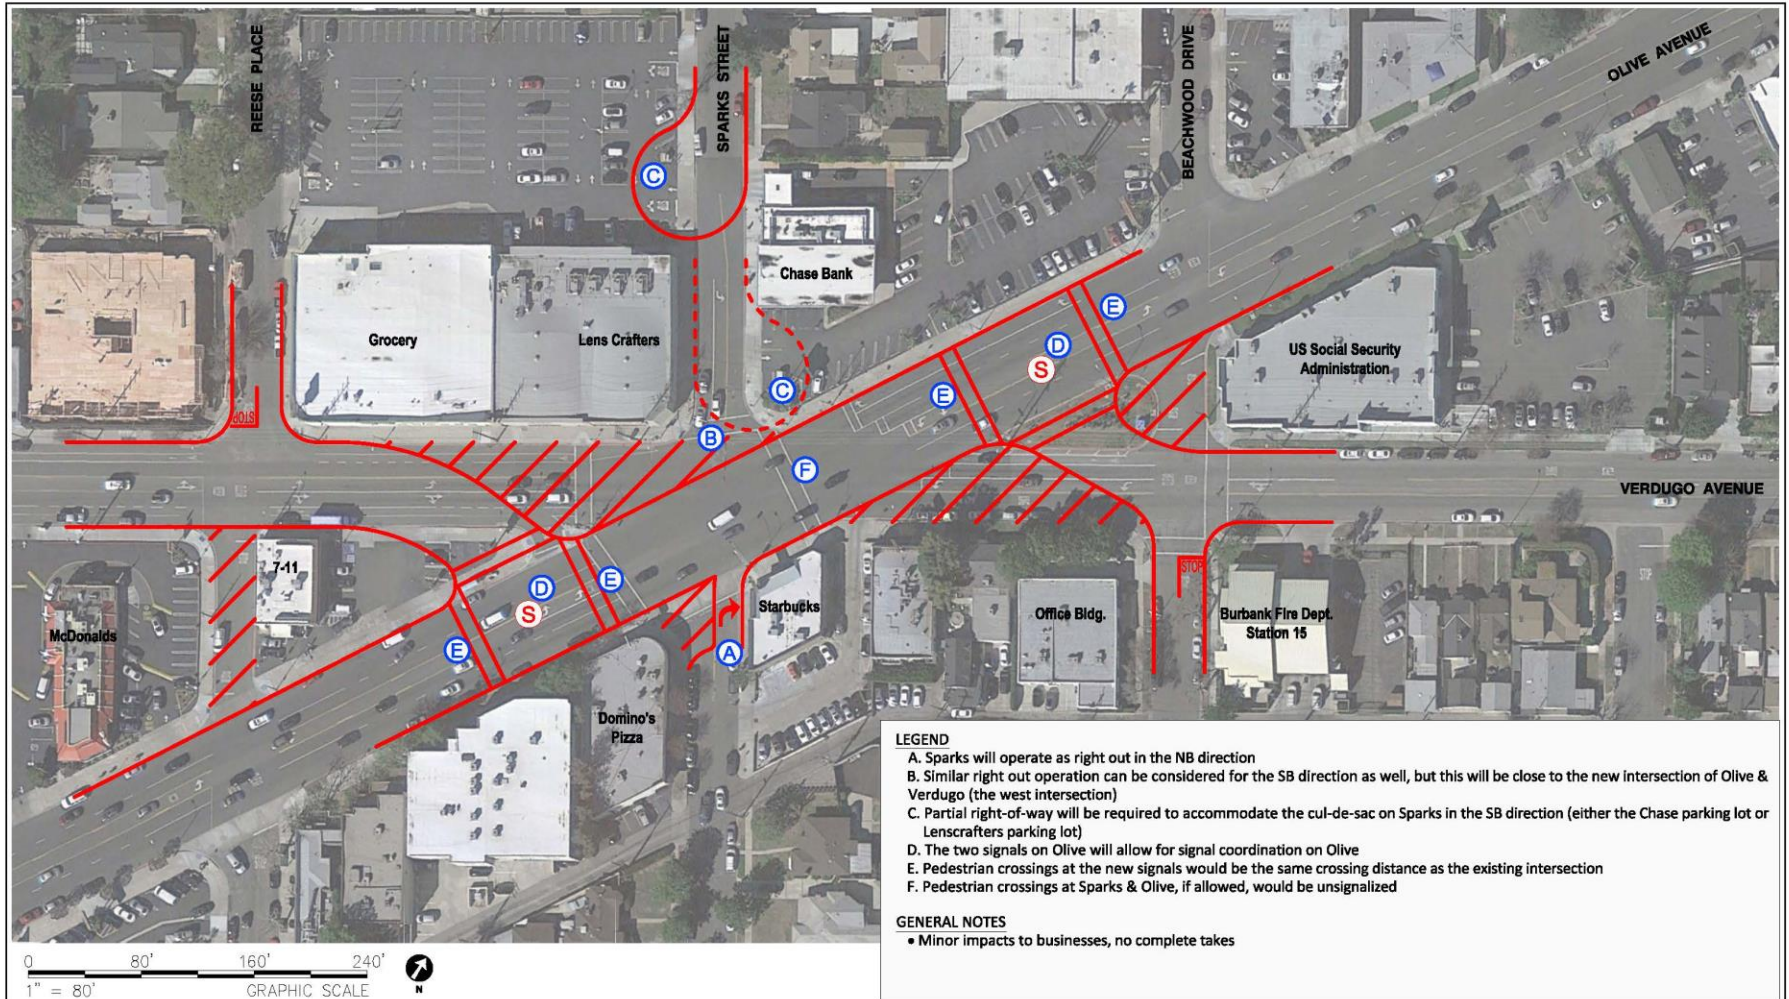 REESE PLACE
SPARKS STREET
BEACHWOOD DRIVE
OLIVE AVENUE
C
Chase Bank
E
Grocery
Lens Crafters
D
S
US Social Security
Administration
C
E
STOP
B
F
VERDUGO AVENUE
7-11
D
E
S
STOP
Starbucks
Office Bldg.
Burbank Fire Dept.
Station 15
McDonalds
E
A
Domino's
Pizza
LEGEND
A. Sparks will operate as right out in the NB direction
B. Similar right out operation can be considered for the SB direction as well, but this will be close to the new intersection of Olive &
Verdugo (the west intersection)
C. Partial right-of-way will be required to accommodate the cul-de-sac on Sparks in the SB direction (either the Chase parking lot or
Lenscrafters parking lot)
D. The two signals on Olive will allow for signal coordination on Olive
E. Pedestrian crossings at the new signals would be the same crossing distance as the existing intersection
F. Pedestrian crossings at Sparks & Olive, if allowed, would be unsignalized
GENERAL NOTES
• Minor impacts to businesses, no complete takes
0 80' 160' 240'
1" = 80' GRAPHIC SCALE
N